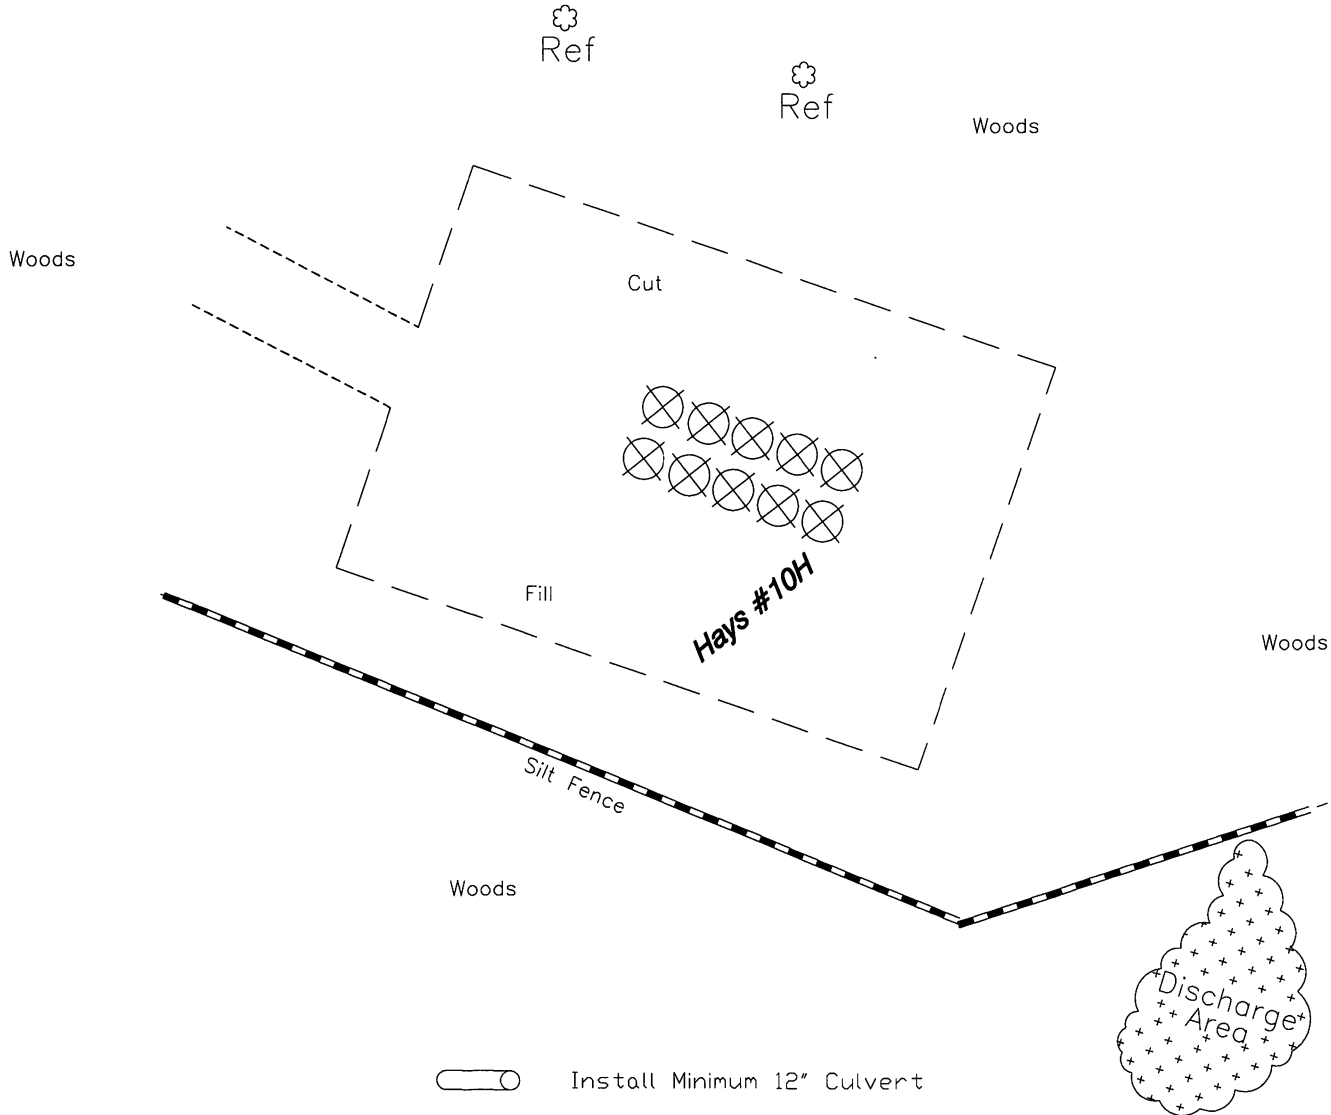 Ref
Ref
Woods
Woods
Cut
Fill
Hays #10H
Woods
Silt Fence
Woods
Discharge
Area
Install Minimum 12" Culvert